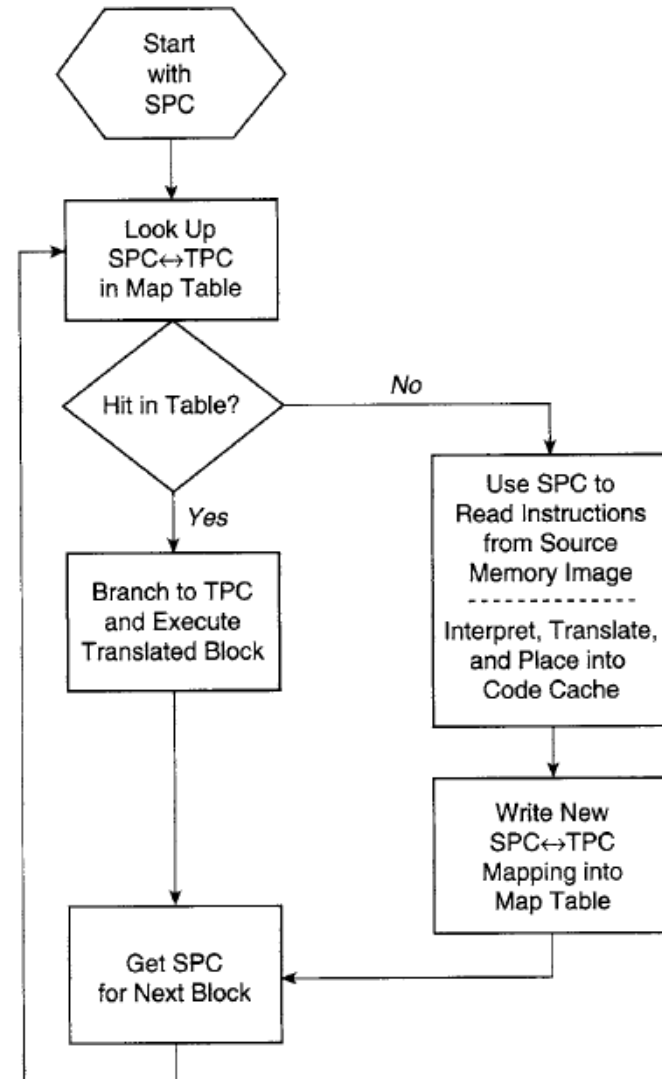 Start
with
SPC
Look Up
SPC↔TPC
in Map Table
Hit in Table?
No
Yes
Use SPC to
Read Instructions
from Source
Memory Image
Interpret, Translate,
and Place into
Code Cache
Branch to TPC
and Execute
Translated Block
Write New
SPC↔TPC
Mapping into
Map Table
Get SPC
for Next Block